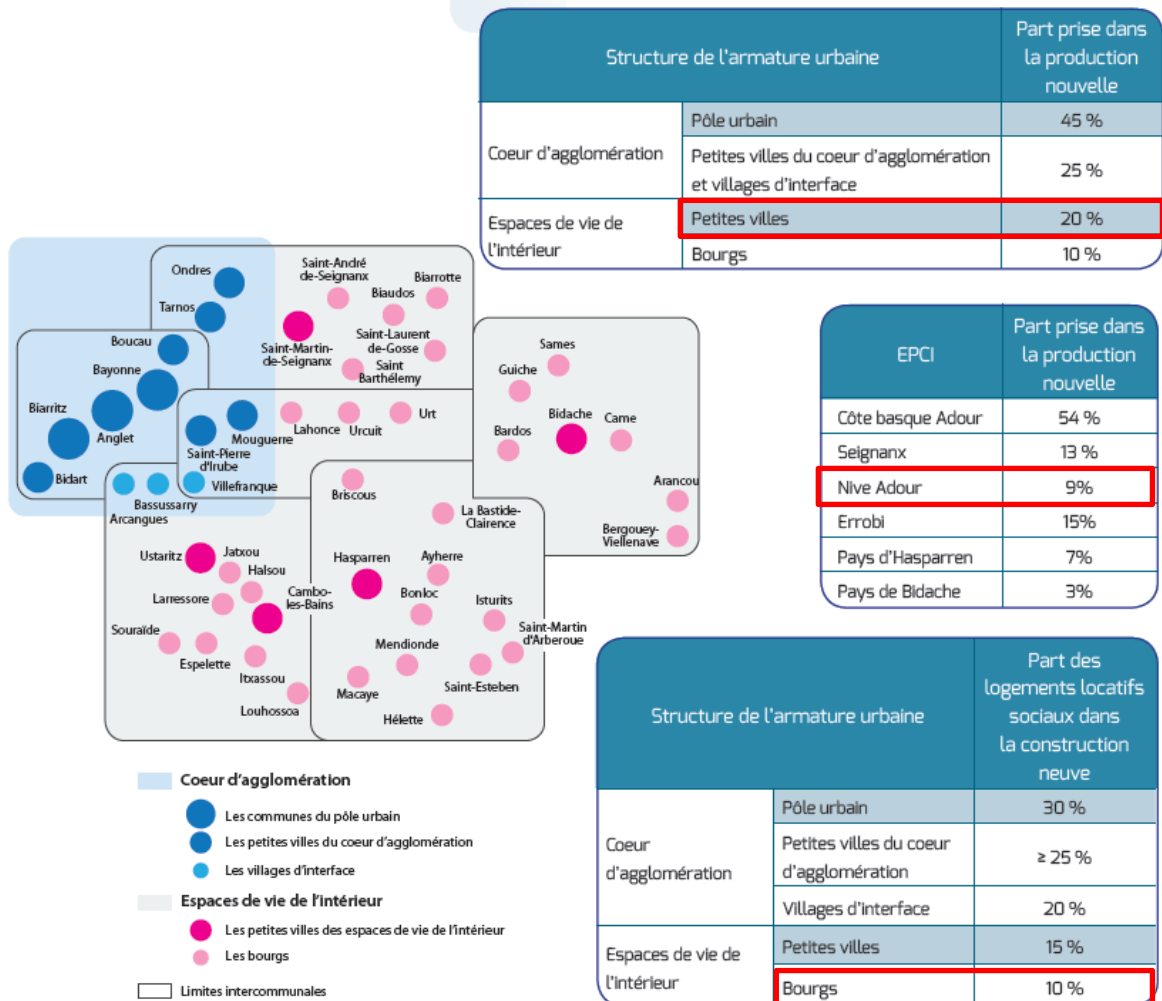 Structure de l'armature urbaine
Part prise dans
la production
nouvelle
Coeur d'agglomération
Pôle urbain
45 %
Petites villes du coeur d'agglomération
et villages d'interface
25 %
Espaces de vie de
l'intérieur
Petites villes
20 %
Bourgs
10 %
Ondres
Tarnos
Saint-André
de-Seignanx
Biarrotte
Biaudos
Saint-Martin-
de-Seignanx
Saint-Laurent
de-Gosse
Saint
Barthélemy
Boucau
Bayonne
Biarritz
Anglet
Bidart
Saint-Pierre
d'Irube
Mouguerre
Lahonce
Urcuit
Urt
Villefranque
Bassussarry
Arcangues
Sames
Guiche
Bidache
Came
Bardos
Arancou
Bergouey-
Viellenave
Briscous
La Bastide-
Clairence
Ustaritz
Jatxou
Halsou
Larressore
Cambo-
les-Bains
Souraïde
Espelette
Itxassou
Louhossoa
Hasparren
Ayherre
Bonloc
Isturits
Saint-Martin
d'Arberoue
Mendionde
Macaye
Saint-Esteben
Hélette
EPCI
Part prise dans
la production
nouvelle
Côte basque Adour
54 %
Seignanx
13 %
Nive Adour
9%
Errobi
15%
Pays d'Hasparren
7%
Pays de Bidache
3%
Structure de l'armature urbaine
Part des
logements locatifs
sociaux dans
la construction
neuve
Coeur
d'agglomération
Pôle urbain
30 %
Petites villes du coeur
d'agglomération
≥ 25 %
Villages d'interface
20 %
Espaces de vie de
l'intérieur
Petites villes
15 %
Bourgs
10 %
Coeur d'agglomération
Les communes du pôle urbain
Les petites villes du coeur d'agglomération
Les villages d'interface
Espaces de vie de l'intérieur
Les petites villes des espaces de vie de l'intérieur
Les bourgs
Limites intercommunales